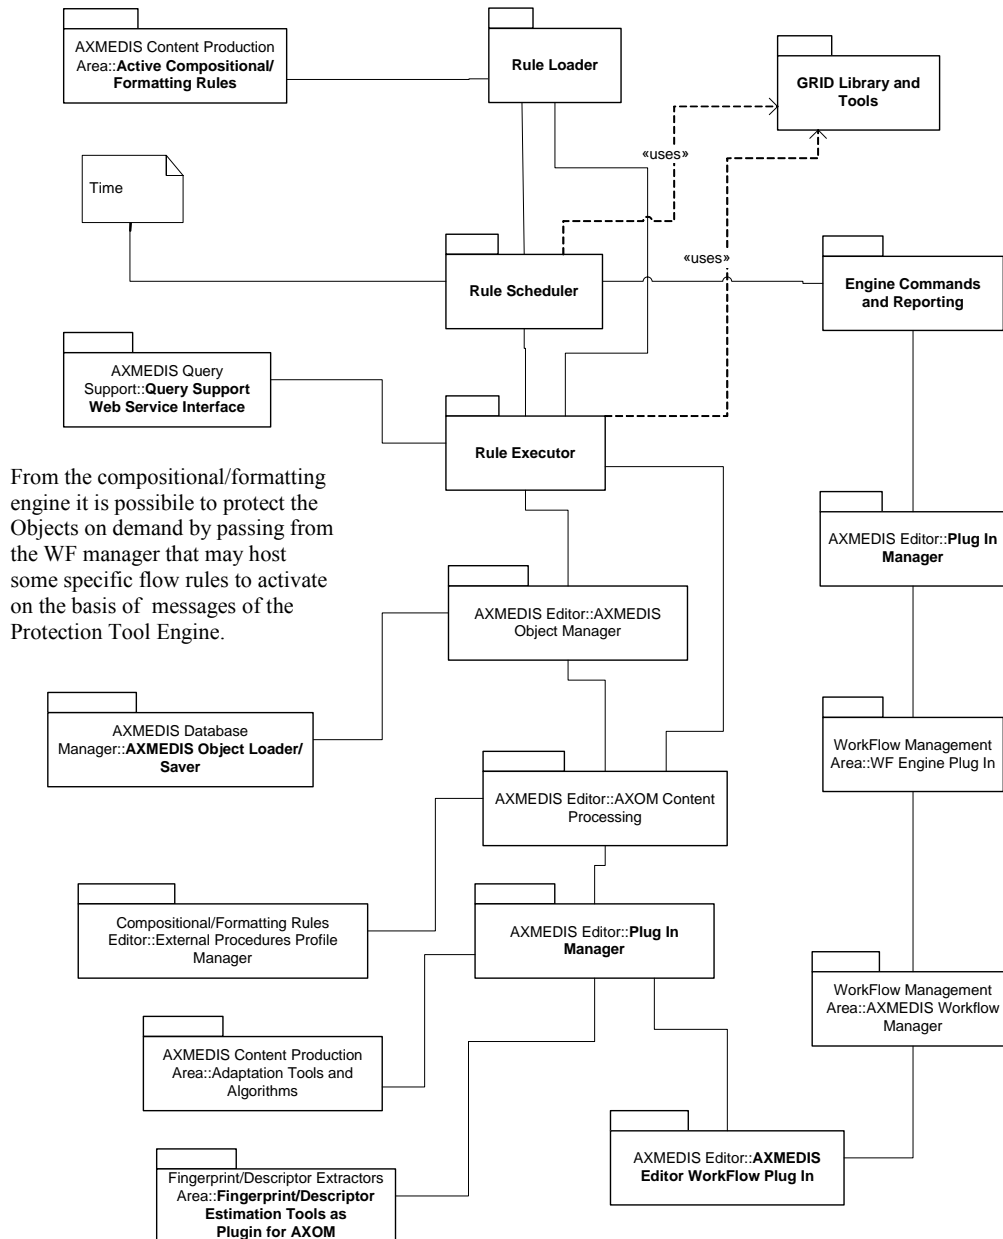 AXMEDIS Content Production
Area::Active Compositional/
Formatting Rules
Rule Loader
GRID Library and
Tools
«uses»
Time
«uses»
Rule Scheduler
Engine Commands
and Reporting
AXMEDIS Query
Support::Query Support
Web Service Interface
Rule Executor
From the compositional/formatting
engine it is possibile to protect the
Objects on demand by passing from
the WF manager that may host
some specific flow rules to activate
on the basis of  messages of the
Protection Tool Engine.
AXMEDIS Editor::Plug In
Manager
AXMEDIS Editor::AXMEDIS
Object Manager
AXMEDIS Database
Manager::AXMEDIS Object Loader/
Saver
WorkFlow Management
Area::WF Engine Plug In
AXMEDIS Editor::AXOM Content
Processing
Compositional/Formatting Rules
Editor::External Procedures Profile
Manager
AXMEDIS Editor::Plug In
Manager
WorkFlow Management
Area::AXMEDIS Workflow
Manager
AXMEDIS Content Production
Area::Adaptation Tools and
Algorithms
AXMEDIS Editor::AXMEDIS
Editor WorkFlow Plug In
Fingerprint/Descriptor Extractors
Area::Fingerprint/Descriptor
Estimation Tools as
Plugin for AXOM